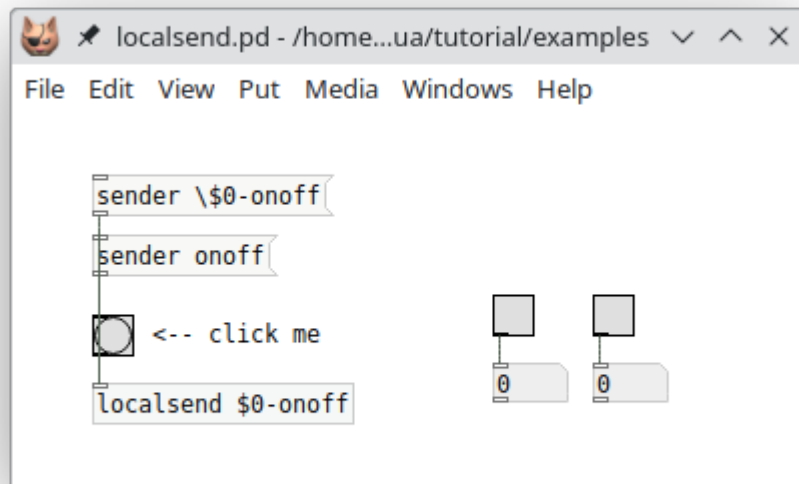 localsend.pd - /home...ua/tutorial/examples
File Edit View Put Media Windows Help
sender \$0-onoff
sender onoff
<-- click me
localsend $0-onoff
0
0